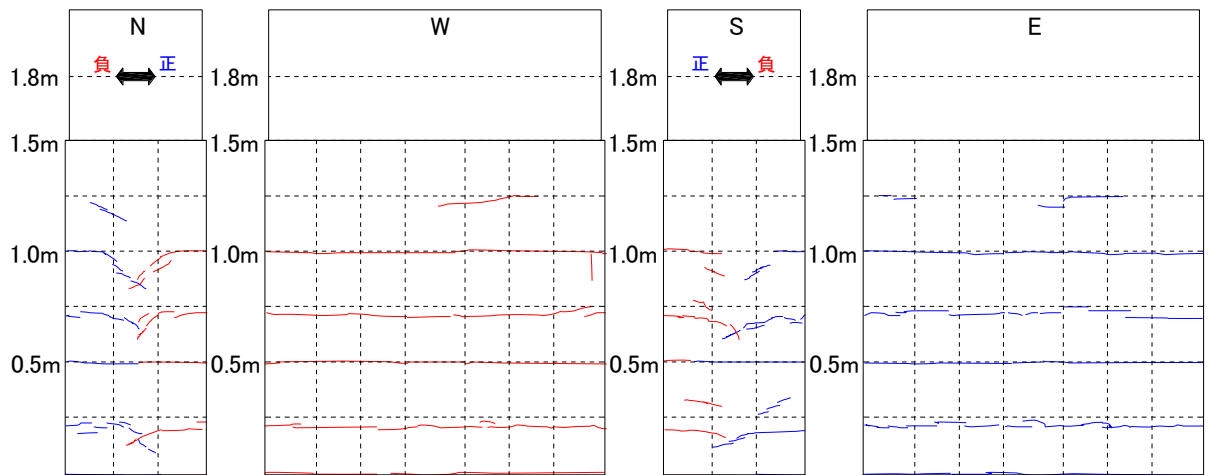 N W S E
負 正 正 負
1.8m 1.8m 1.8m 1.8m
1.5m 1.5m 1.5m 1.5m
1.0m 1.0m 1.0m 1.0m
0.5m 0.5m 0.5m 0.5m